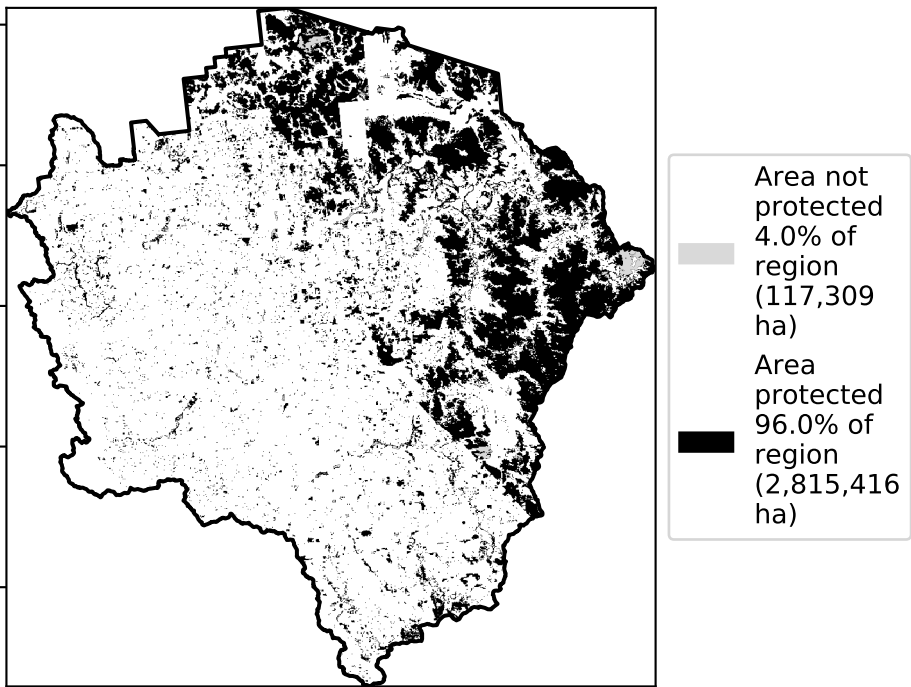 Area not
protected
4.0% of
region
(117,309
ha)
Area
protected
96.0% of
region
(2,815,416
ha)